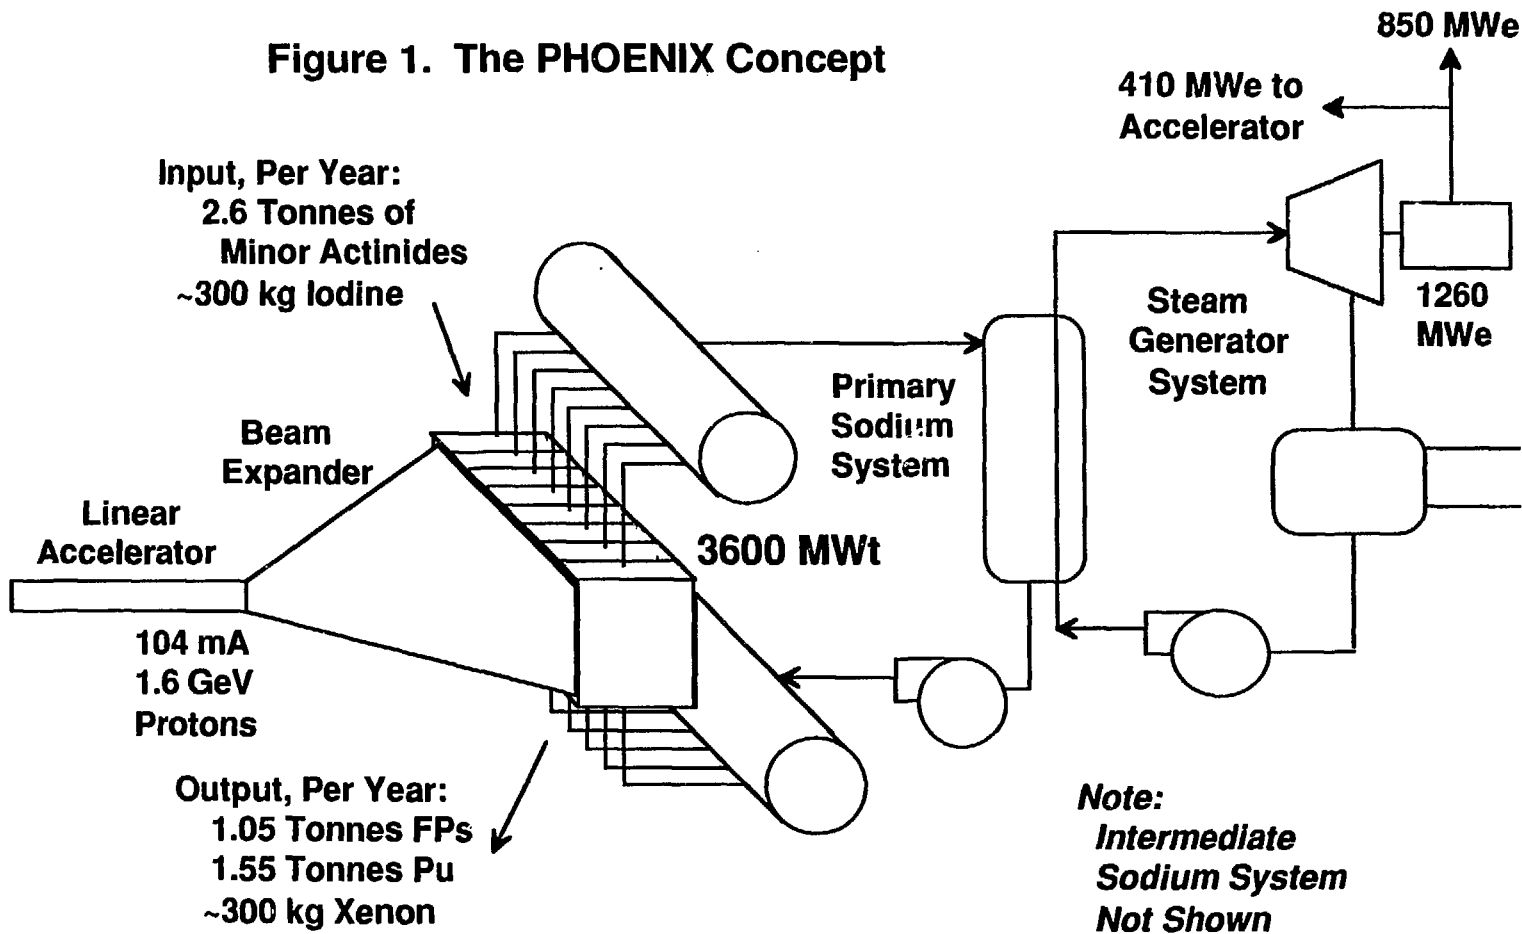 Figure 1. The PHOENIX Concept
850 MWe
410 MWe to
Accelerator
Input, Per Year:
2.6 Tonnes of
Minor Actinides
~300 kg Iodine
1260
MWe
Steam
Generator
System
Primary
Sodium
System
Beam
Expander
Linear
Accelerator
3600 MWt
104 mA
1.6 GeV
Protons
Output, Per Year:
1.05 Tonnes FPs
1.55 Tonnes Pu
~300 kg Xenon
Note:
Intermediate
Sodium System
Not Shown